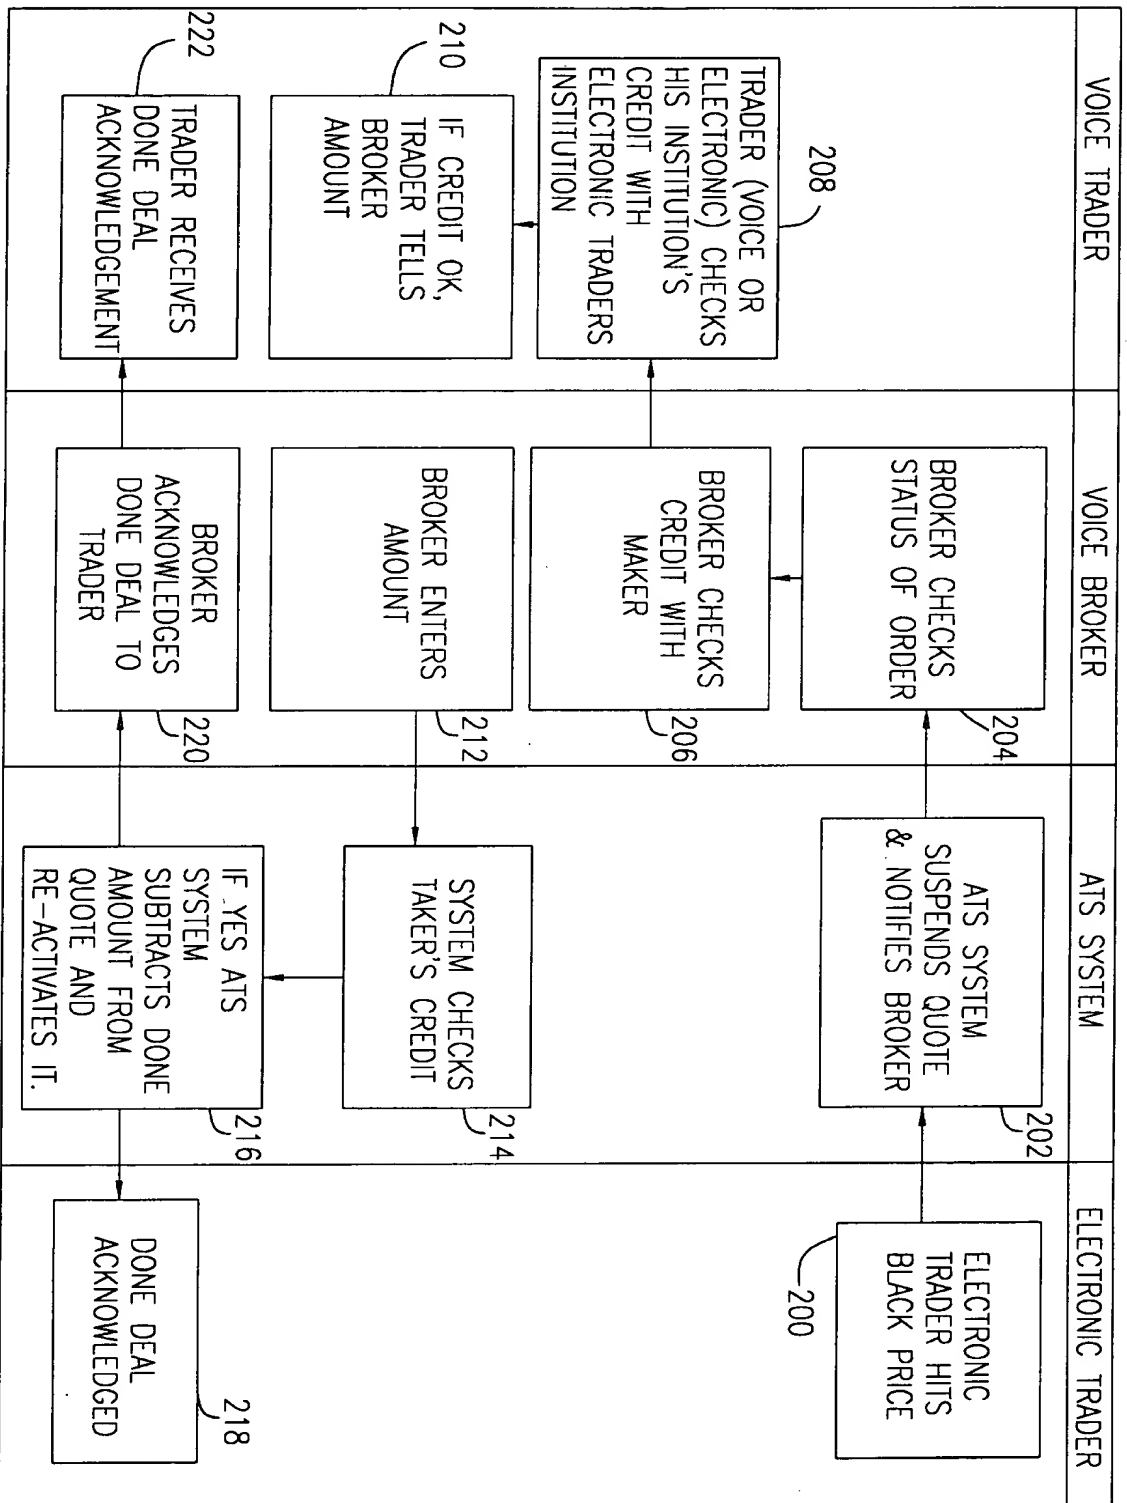 VOICE TRADER
VOICE BROKER
ATS SYSTEM
ELECTRONIC TRADER
ELECTRONIC
TRADER HITS
BLACK PRICE
200
ATS SYSTEM
SUSPENDS QUOTE
& NOTIFIES BROKER
202
BROKER CHECKS
STATUS OF ORDER
204
BROKER CHECKS
CREDIT WITH
MAKER
206
TRADER (VOICE OR
ELECTRONIC) CHECKS
HIS INSTITUTION'S
CREDIT WITH
ELECTRONIC TRADERS
INSTITUTION
208
IF CREDIT OK,
TRADER TELLS
BROKER
AMOUNT
210
BROKER ENTERS
AMOUNT
212
SYSTEM CHECKS
TAKER'S CREDIT
214
IF YES ATS
SYSTEM
SUBTRACTS DONE
AMOUNT FROM
QUOTE AND
RE-ACTIVATES IT.
216
DONE DEAL
ACKNOWLEDGED
218
BROKER
ACKNOWLEDGES
DONE DEAL TO
TRADER
220
TRADER RECEIVES
DONE DEAL
ACKNOWLEDGEMENT
222